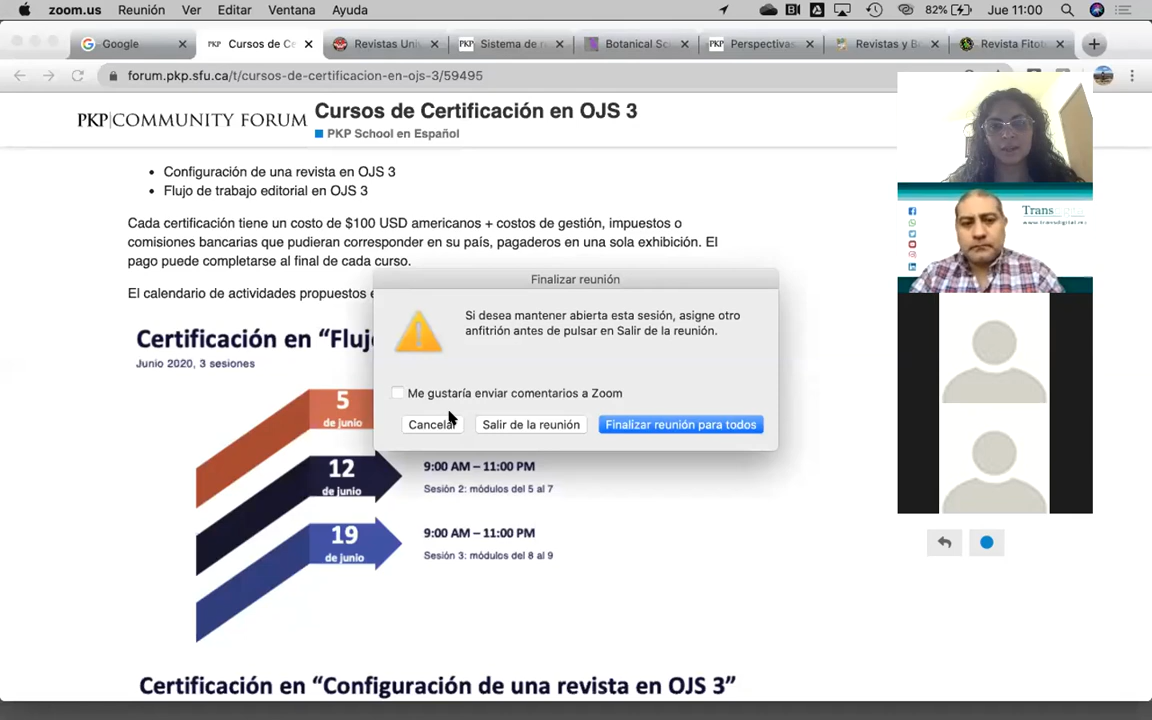 zoom.us Reunión Ver Editar Ventana Ayuda 82% Jue 11:00
Google Cursos de Ce Revistas Uni Sistema de re Botanical Sci Perspectivas Revistas y B Revista Fitot
forum.pkp.sfu.ca/t/cursos-de-certificacion-en-ojs-3/59495
PKP|COMMUNITY FORUM
Cursos de Certificación en OJS 3
PKP School en Español
• Configuración de una revista en OJS 3
• Flujo de trabajo editorial en OJS 3
Cada certificación tiene un costo de $100 USD americanos + costos de gestión, impuestos o
comisiones bancarias que pudieran corresponder en su país, pagaderos en una sola exhibición. El
pago puede completarse al final de cada curso.
El calendario de actividades propuestos e
Finalizar reunión
Si desea mantener abierta esta sesión, asigne otro
anfitrión antes de pulsar en Salir de la reunión.
Me gustaría enviar comentarios a Zoom
Cancelar Salir de la reunión Finalizar reunión para todos
Certificación en “Flujo
Junio 2020, 3 sesiones
5
de junio
12
de junio
9:00 AM – 11:00 PM
Sesión 2: módulos del 5 al 7
19
de junio
9:00 AM – 11:00 PM
Sesión 3: módulos del 8 al 9
Certificación en “Configuración de una revista en OJS 3”
Trans